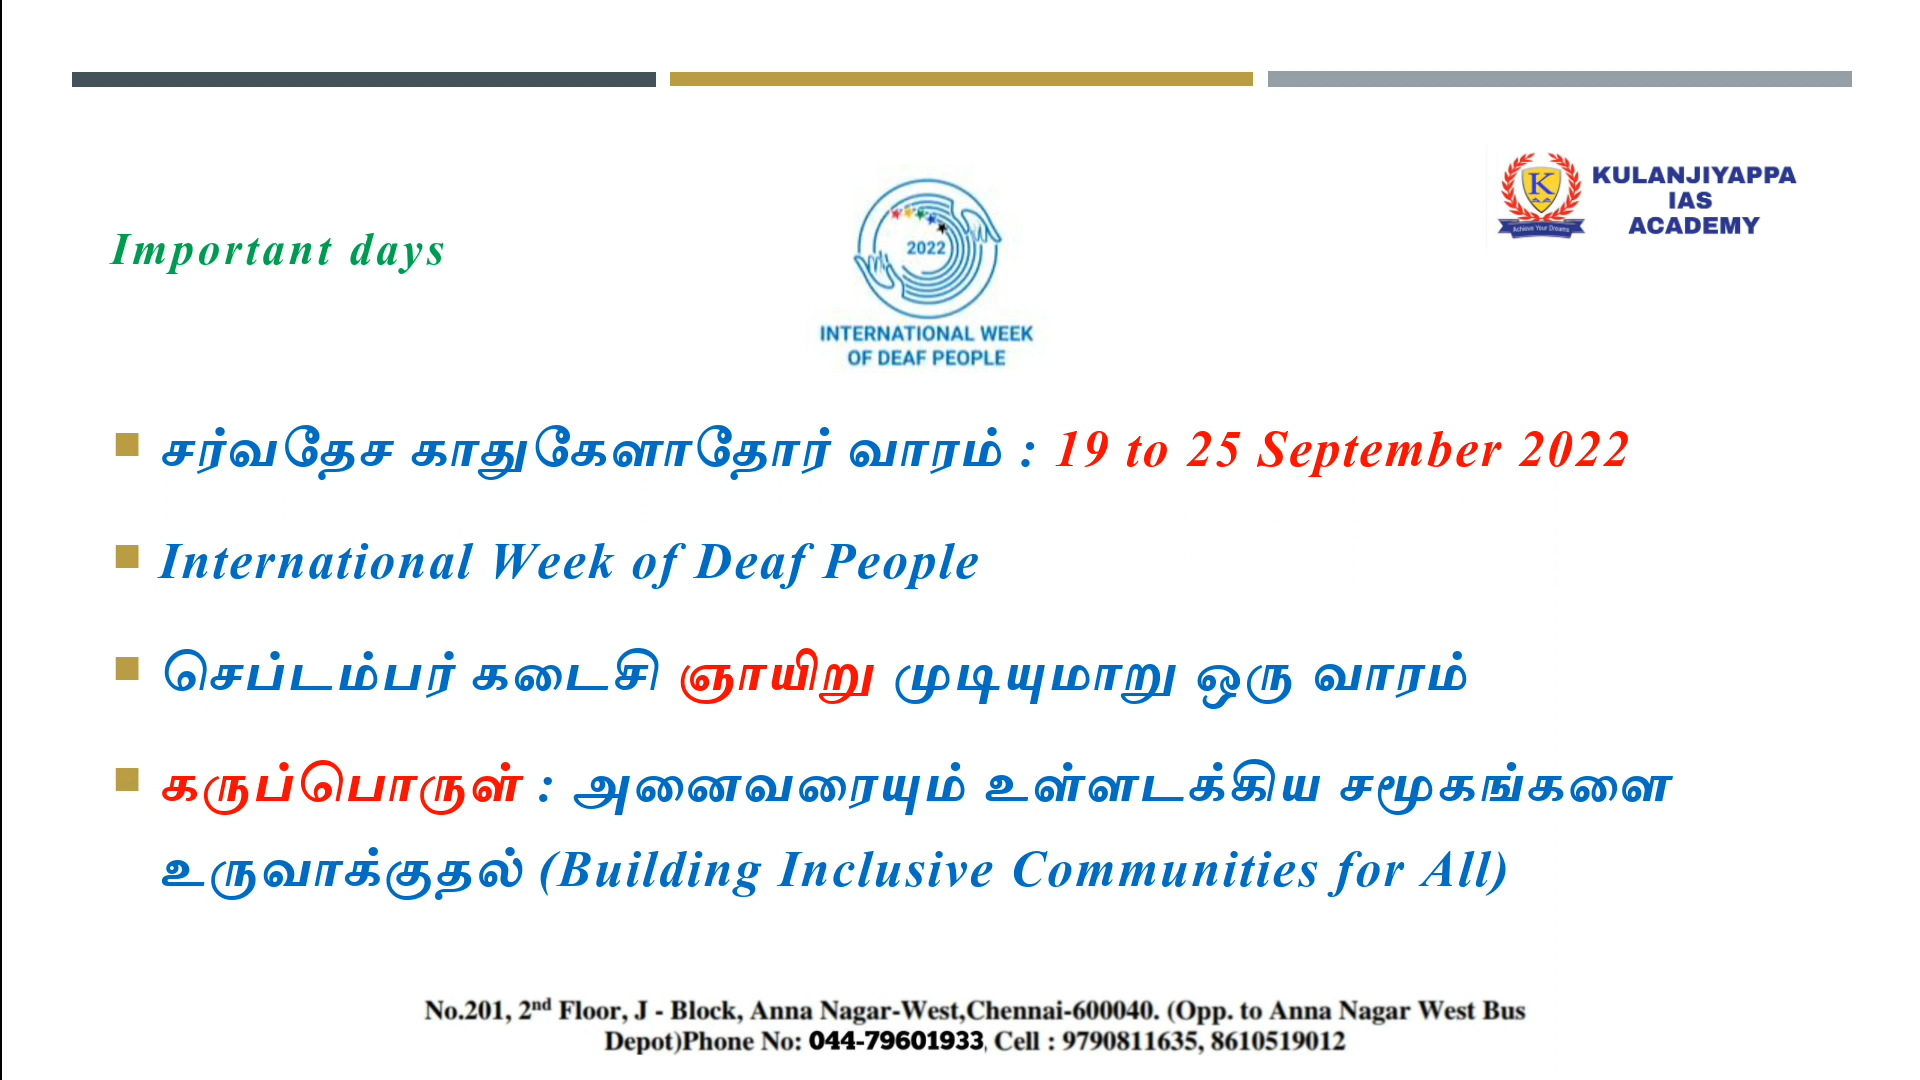 KULANJIYAPPA
IAS
ACADEMY
K
Achieve Your Dreams
Important days
2022
INTERNATIONAL WEEK
OF DEAF PEOPLE
சர்வதேச காதுகேளாதோர் வாரம் : 19 to 25 September 2022
International Week of Deaf People
செப்டம்பர் கடைசி ஞாயிறு முடியுமாறு ஒரு வாரம்
கருப்பொருள் : அனைவரையும் உள்ளடக்கிய சமூகங்களை
உருவாக்குதல் (Building Inclusive Communities for All)
No.201, 2nd Floor, J - Block, Anna Nagar-West,Chennai-600040. (Opp. to Anna Nagar West Bus
Depot)Phone No: 044-79601933, Cell : 9790811635, 8610519012